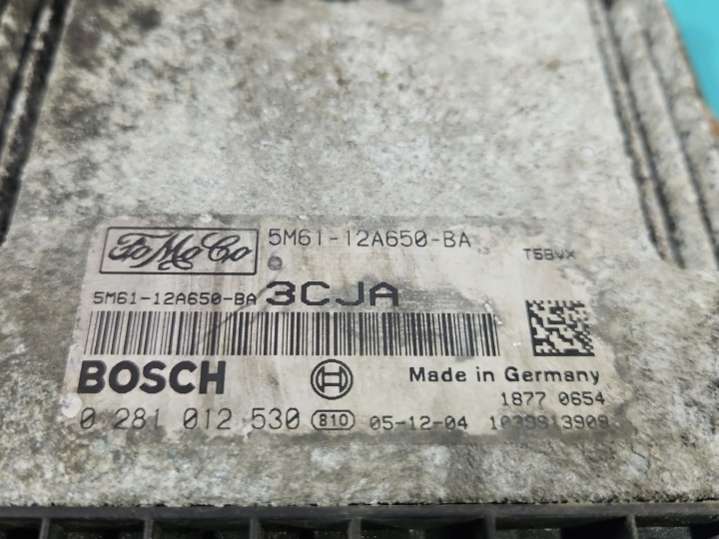 FoMoCo 5M61-12A650-BA
T5BVX
5M61-12A650-BA 3CJA
BOSCH Made in Germany
1877 0654
0 281 012 530 810 05-12-04 1039S13909